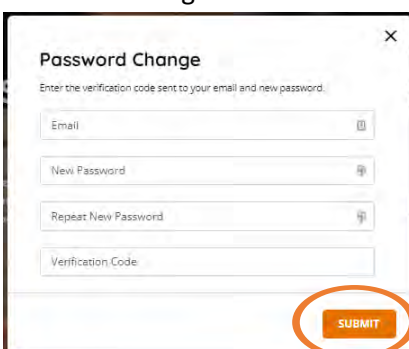 Password Change
Enter the verification code sent to your email and new password.
Email
New Password
Repeat New Password
Verification Code
SUBMIT